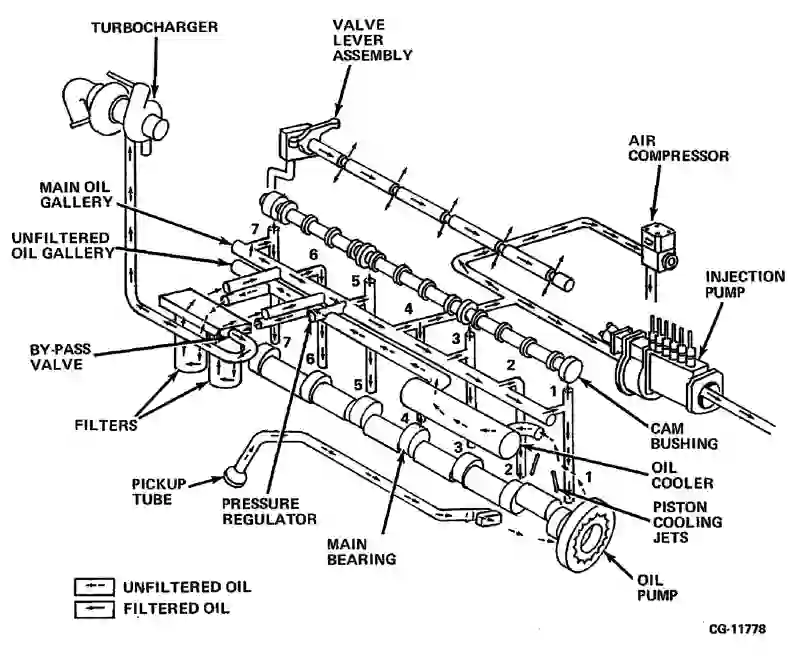 TURBOCHARGER
VALVE
LEVER
ASSEMBLY
AIR
COMPRESSOR
MAIN OIL
GALLERY
UNFILTERED
OIL GALLERY
INJECTION
PUMP
7
6
5
4
3
2
1
BY-PASS
VALVE
7
6
5
4
3
2
1
FILTERS
CAM
BUSHING
OIL
COOLER
PICKUP
TUBE
PRESSURE
REGULATOR
PISTON
COOLING
JETS
MAIN
BEARING
OIL
PUMP
UNFILTERED OIL
FILTERED OIL
CG-11778